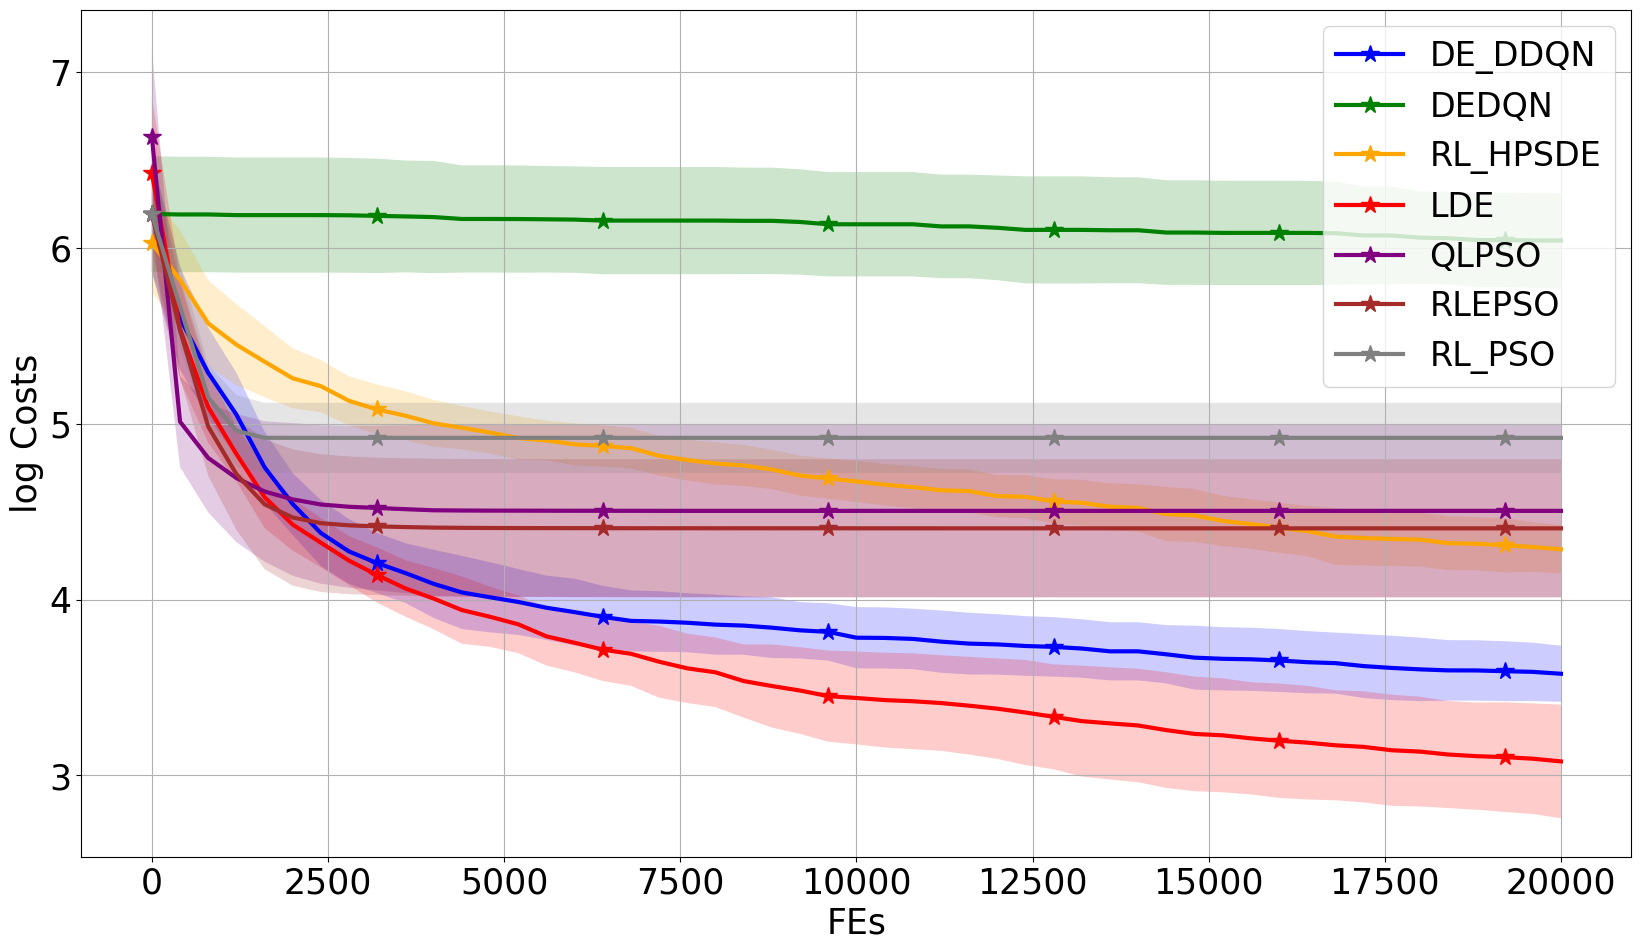 7
6
5
4
3
log Costs
0
2500
5000
7500
10000
12500
15000
17500
20000
FEs
DE_DDQN
DEDQN
RL_HPSDE
LDE
QLPSO
RLEPSO
RL_PSO